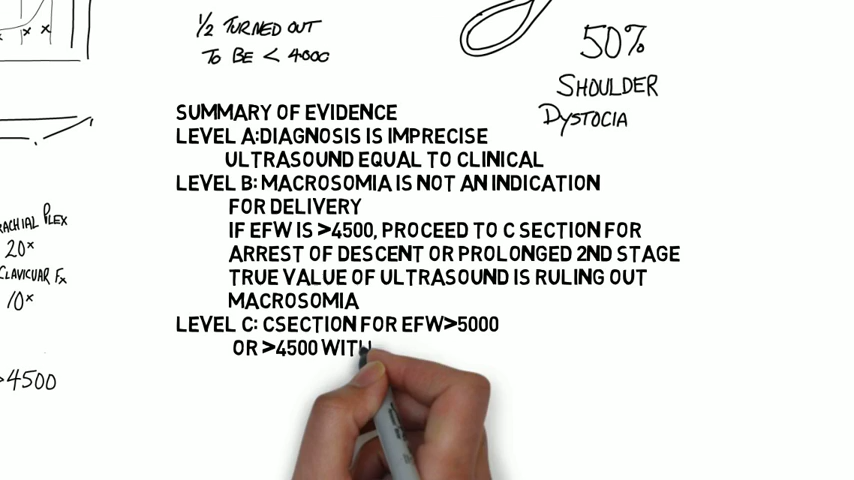 1/2 TURNED OUT
TO BE < 4000
50%
SHOULDER
DYSTOCIA
SUMMARY OF EVIDENCE
LEVEL A:DIAGNOSIS IS IMPRECISE
ULTRASOUND EQUAL TO CLINICAL
LEVEL B: MACROSOMIA IS NOT AN INDICATION
FOR DELIVERY
IF EFW IS >4500, PROCEED TO C SECTION FOR
ARREST OF DESCENT OR PROLONGED 2ND STAGE
TRUE VALUE OF ULTRASOUND IS RULING OUT
MACROSOMIA
LEVEL C: CSECTION FOR EFW>5000
OR >4500 WITH
RACHIAL PLEX
20x
CLAVICUAR FX
10x
>4500